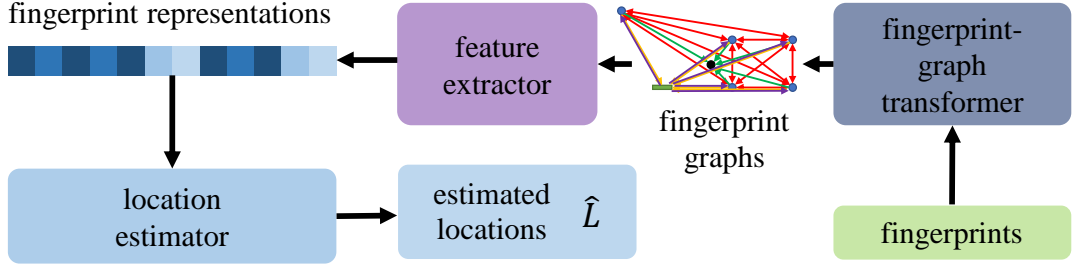 fingerprint representations
feature
extractor
fingerprint
graphs
fingerprint-
graph
transformer
location
estimator
estimated
locations
L̂
fingerprints